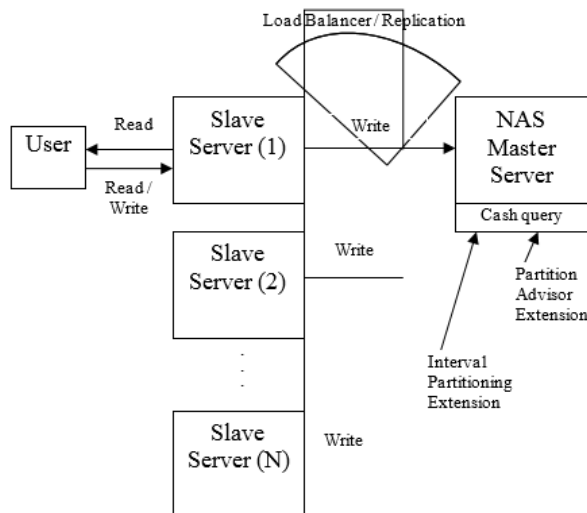 Load Balancer / Replication
User
Read
Read /
Write
Slave
Server (1)
Write
NAS
Master
Server
Cash query
Slave
Server (2)
Write
Partition
Advisor
Extension
Interval
Partitioning
Extension
Slave
Server (N)
Write